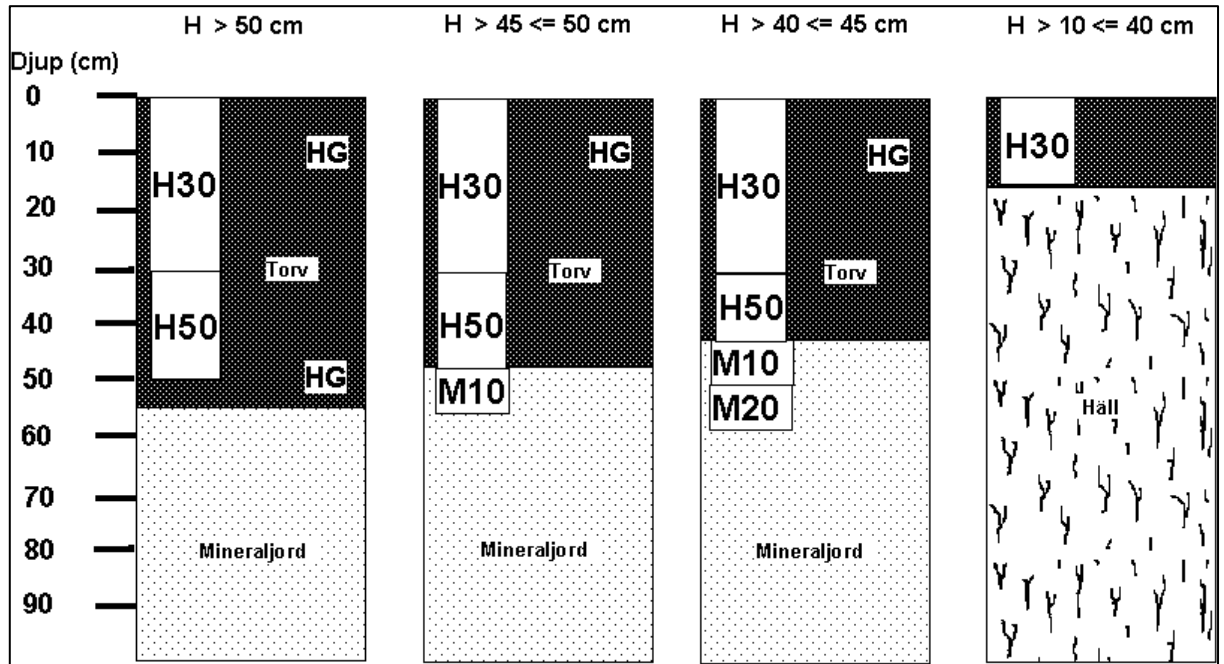 H > 50 cm
H > 45 <= 50 cm
H > 40 <= 45 cm
H > 10 <= 40 cm
Djup (cm)
0
10
20
30
40
50
60
70
80
90
H30
HG
Torv
H50
HG
Mineraljord
H30
HG
Torv
H50
M10
Mineraljord
H30
HG
Torv
H50
M10
M20
Mineraljord
H30
Häll